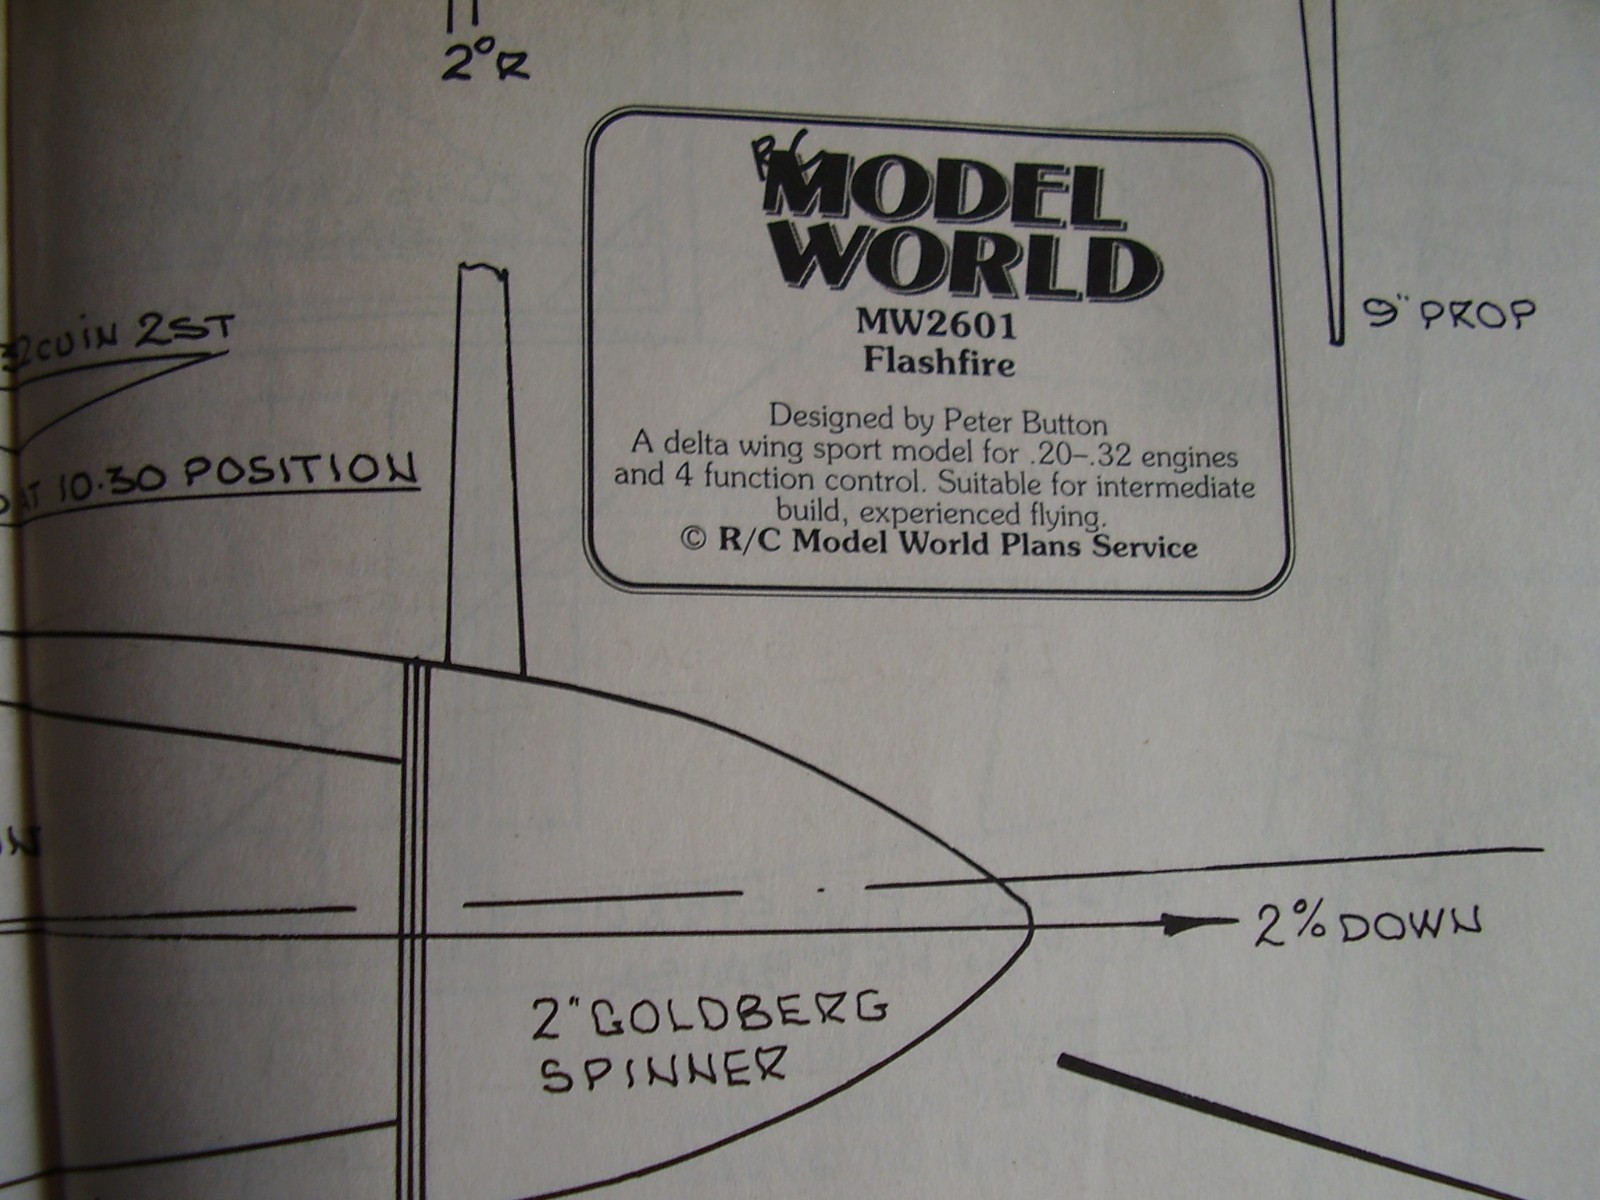 2°R
R/C
MODEL
WORLD
MW2601
Flashfire
Designed by Peter Button
A delta wing sport model for .20–.32 engines
and 4 function control. Suitable for intermediate
build, experienced flying.
© R/C Model World Plans Service
9" PROP
32CUIN 2ST
AT 10·30 POSITION
2% DOWN
2" GOLDBERG
SPINNER